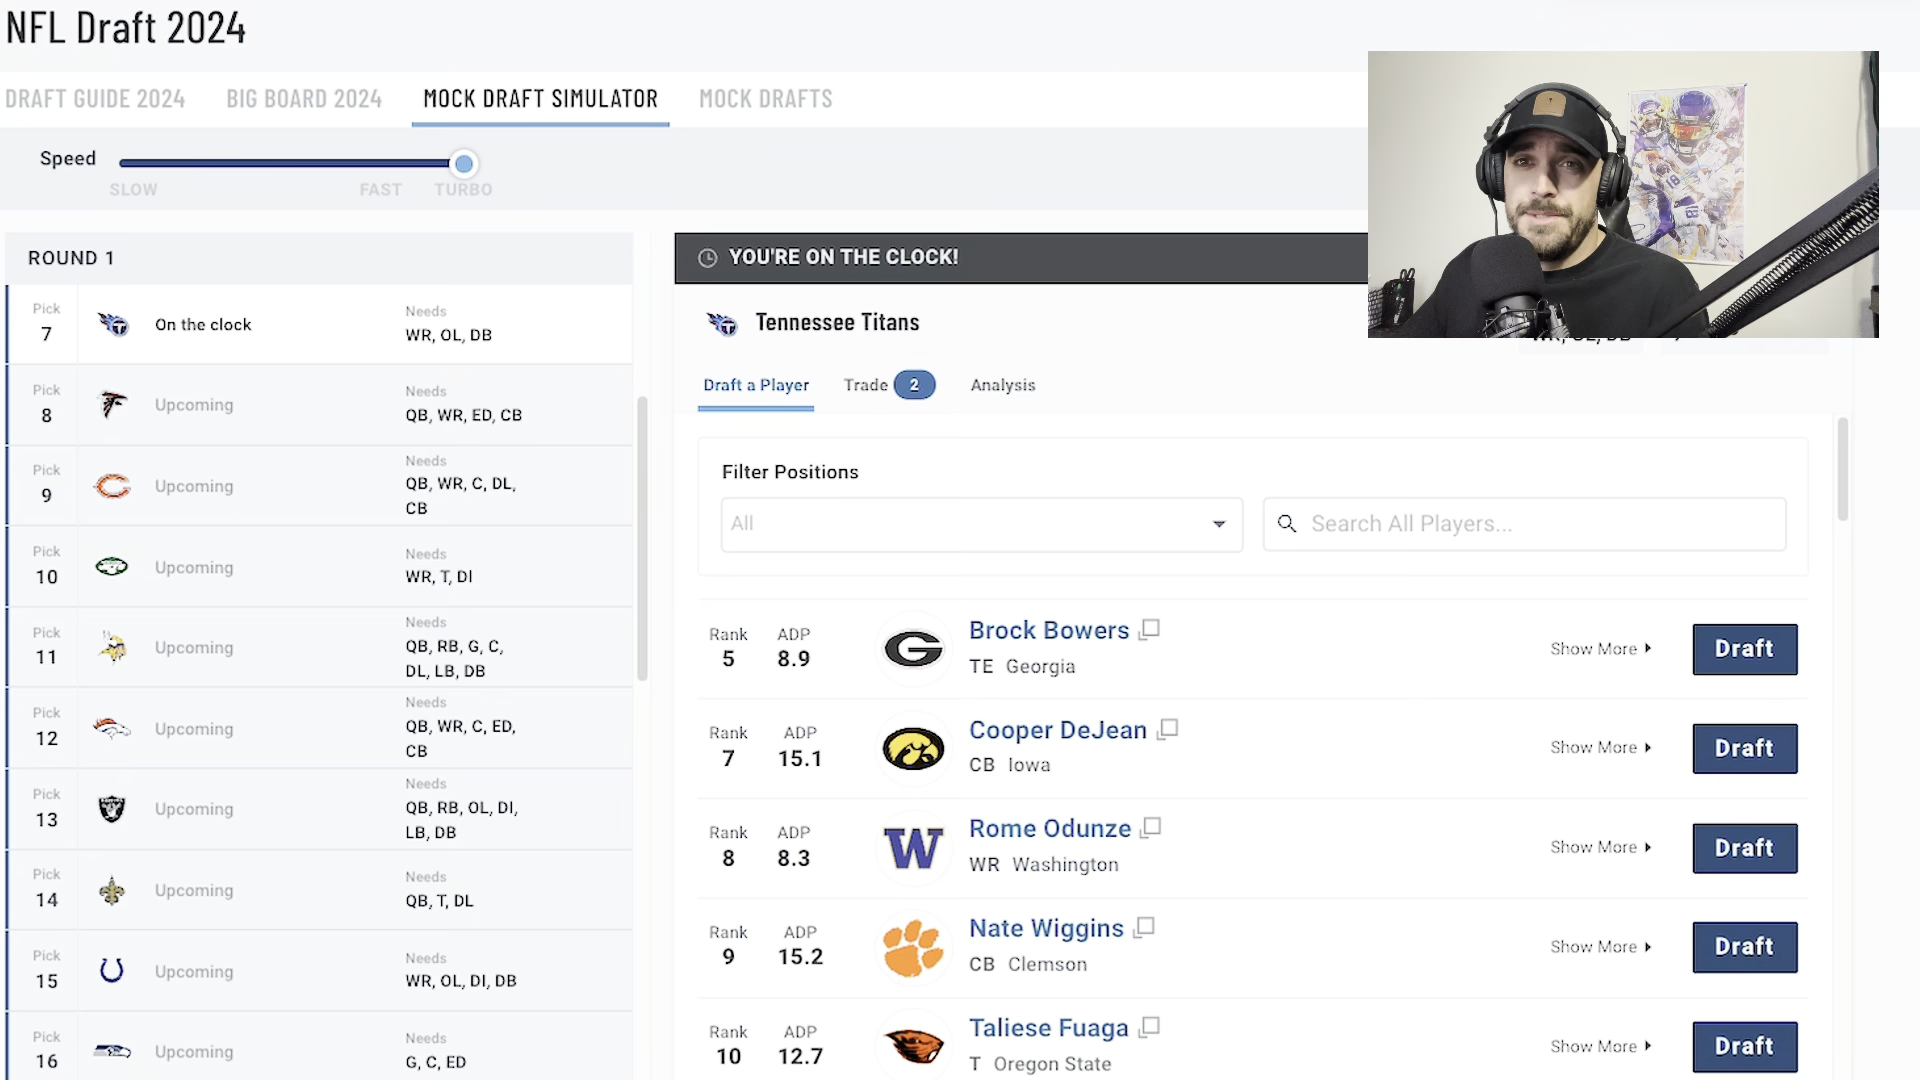 NFL Draft 2024
DRAFT GUIDE 2024
BIG BOARD 2024
MOCK DRAFT SIMULATOR
MOCK DRAFTS
Speed
SLOW
FAST
TURBO
ROUND 1
Pick
7
On the clock
Needs
WR, OL, DB
Pick
8
Upcoming
Needs
QB, WR, ED, CB
Pick
9
Upcoming
Needs
QB, WR, C, DL,
CB
Pick
10
Upcoming
Needs
WR, T, DI
Pick
11
Upcoming
Needs
QB, RB, G, C,
DL, LB, DB
Pick
12
Upcoming
Needs
QB, WR, C, ED,
CB
Pick
13
Upcoming
Needs
QB, RB, OL, DI,
LB, DB
Pick
14
Upcoming
Needs
QB, T, DL
Pick
15
Upcoming
Needs
WR, OL, DI, DB
Pick
16
Upcoming
Needs
G, C, ED
YOU'RE ON THE CLOCK!
Tennessee Titans
Draft a Player
Trade 2
Analysis
Filter Positions
All
Search All Players...
Rank
5
ADP
8.9
Brock Bowers
TE Georgia
Show More
Draft
Rank
7
ADP
15.1
Cooper DeJean
CB Iowa
Show More
Draft
Rank
8
ADP
8.3
Rome Odunze
WR Washington
Show More
Draft
Rank
9
ADP
15.2
Nate Wiggins
CB Clemson
Show More
Draft
Rank
10
ADP
12.7
Taliese Fuaga
T Oregon State
Show More
Draft